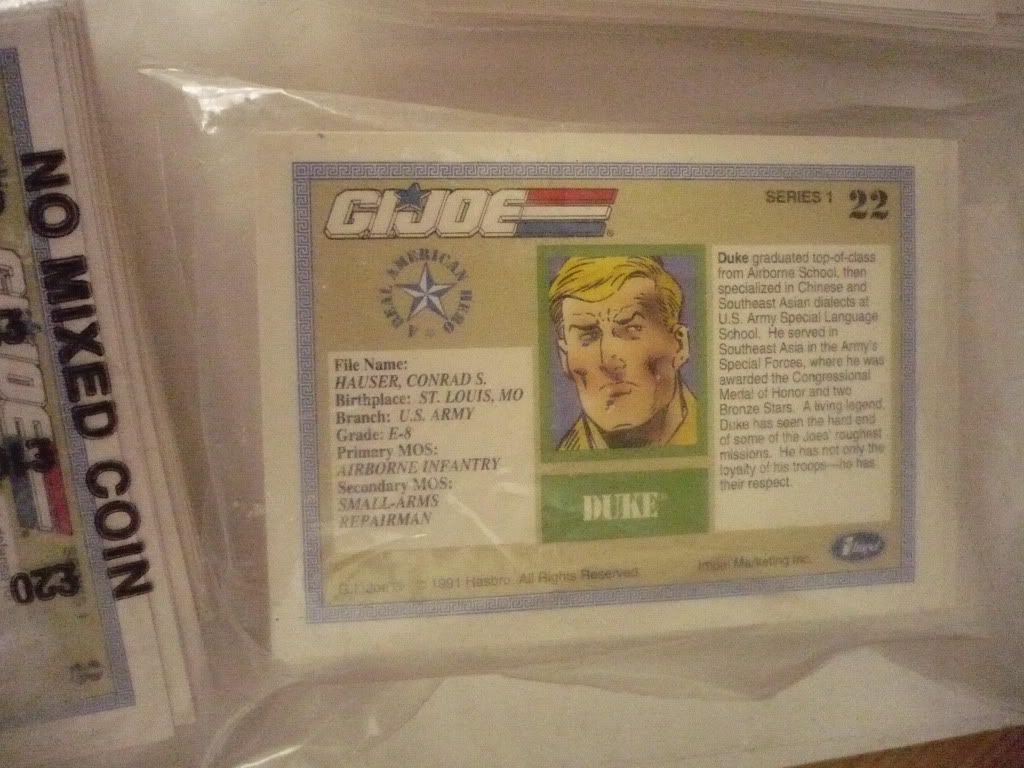 NO MIXED COIN
£20
G.I. JOE
SERIES 1 22
A REAL AMERICAN HERO
File Name:
HAUSER, CONRAD S.
Birthplace: ST. LOUIS, MO
Branch: U.S. ARMY
Grade: E-8
Primary MOS:
AIRBORNE INFANTRY
Secondary MOS:
SMALL-ARMS
REPAIRMAN
DUKE
Duke graduated top-of-class
from Airborne School, then
specialized in Chinese and
Southeast Asian dialects at
U.S. Army Special Language
School. He served in
Southeast Asia in the Army's
Special Forces, where he was
awarded the Congressional
Medal of Honor and two
Bronze Stars. A living legend,
Duke has seen the hard end
of some of the Joes' roughest
missions. He has not only the
loyalty of his troops—he has
their respect.
G.I. Joe is © 1991 Hasbro. All Rights Reserved.
Impel Marketing Inc.
Impel